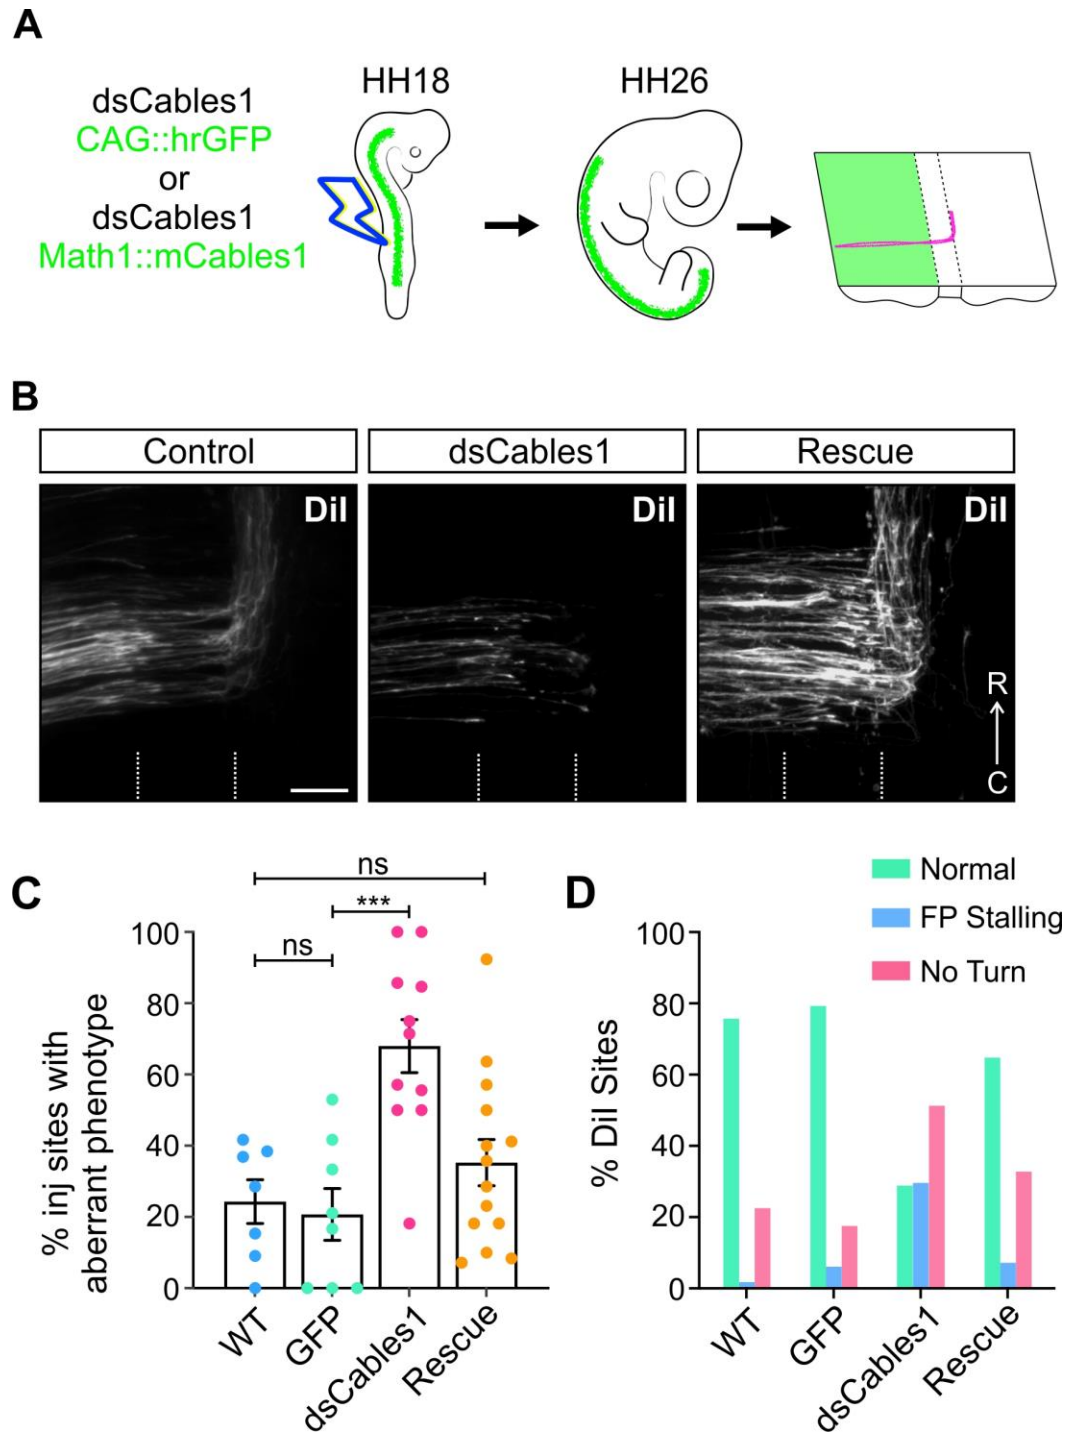 A
dsCables1
CAG::hrGFP
or
dsCables1
Math1::mCables1
HH18
HH26
B
Control
dsCables1
Rescue
DiI
DiI
DiI
R
C
C
ns
***
ns
% inj sites with
aberrant phenotype
100
80
60
40
20
0
WT
GFP
dsCables1
Rescue
D
Normal
FP Stalling
No Turn
% DiI Sites
100
80
60
40
20
0
WT
GFP
dsCables1
Rescue